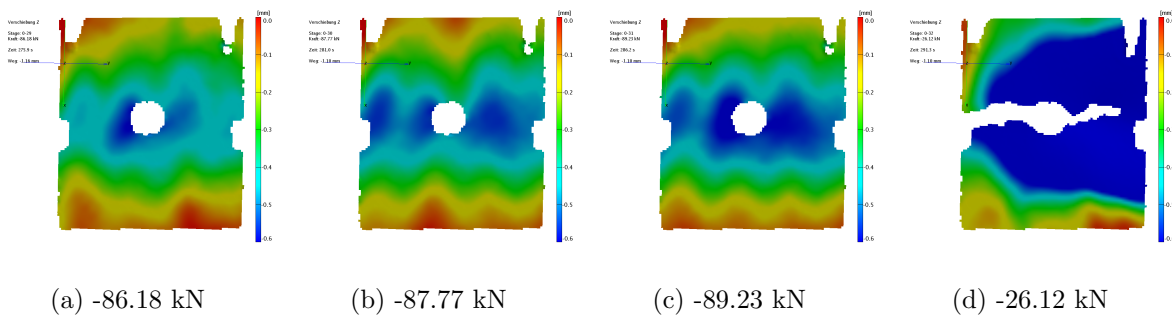 Verschiebung Z
Stage: 0-29
Kraft: -86.18 kN
Zeit: 275.9 s
Weg: -1.16 mm
[mm]
0.0
-0.1
-0.2
-0.3
-0.4
-0.5
-0.6
Verschiebung Z
Stage: 0-30
Kraft: -87.77 kN
Zeit: 281.0 s
Weg: -1.18 mm
[mm]
0.0
-0.1
-0.2
-0.3
-0.4
-0.5
-0.6
Verschiebung Z
Stage: 0-31
Kraft: -89.23 kN
Zeit: 286.2 s
Weg: -1.18 mm
[mm]
0.0
-0.1
-0.2
-0.3
-0.4
-0.5
-0.6
Verschiebung Z
Stage: 0-32
Kraft: -26.12 kN
Zeit: 291.3 s
Weg: -1.18 mm
[mm]
0.0
(a) -86.18 kN
(b) -87.77 kN
(c) -89.23 kN
(d) -26.12 kN